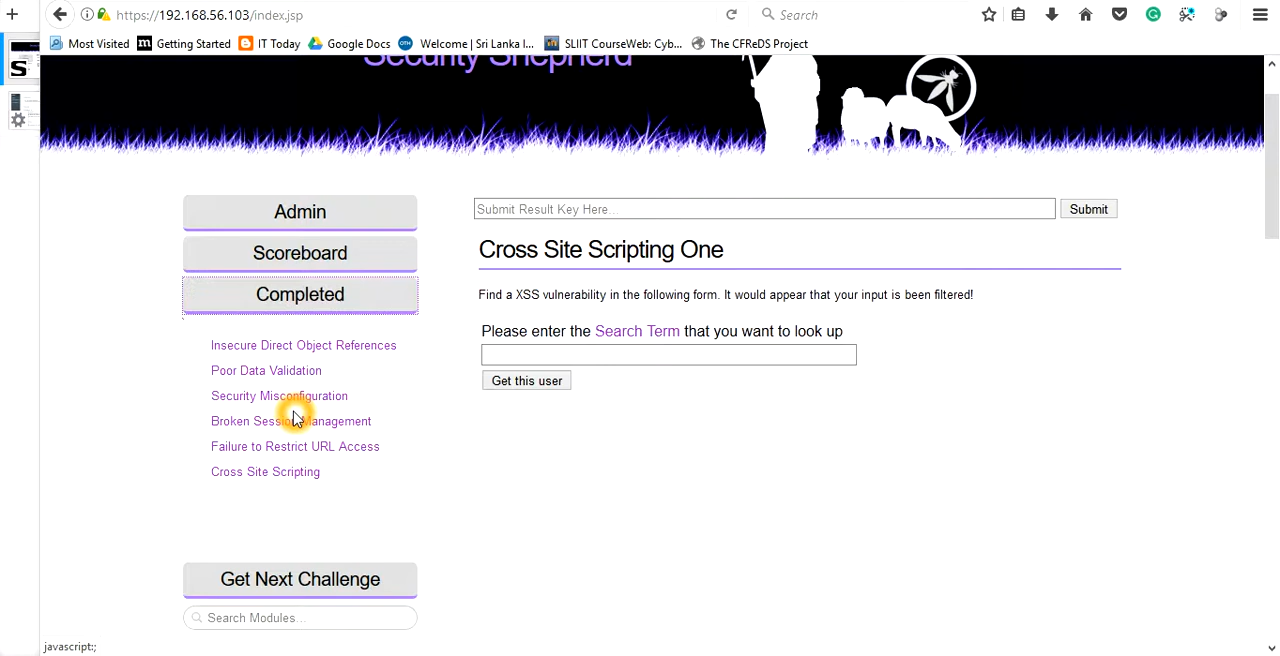 https://192.168.56.103/index.jsp
Search
Most Visited
Getting Started
IT Today
Google Docs
Welcome | Sri Lanka I...
SLIIT CourseWeb: Cyb...
The CFReDS Project
Security Shepherd
Admin
Submit Result Key Here...
Submit
Scoreboard
Cross Site Scripting One
Completed
Find a XSS vulnerability in the following form. It would appear that your input is been filtered!
Please enter the Search Term that you want to look up
Get this user
Insecure Direct Object References
Poor Data Validation
Security Misconfiguration
Broken Session Management
Failure to Restrict URL Access
Cross Site Scripting
Get Next Challenge
Search Modules...
javascript:;